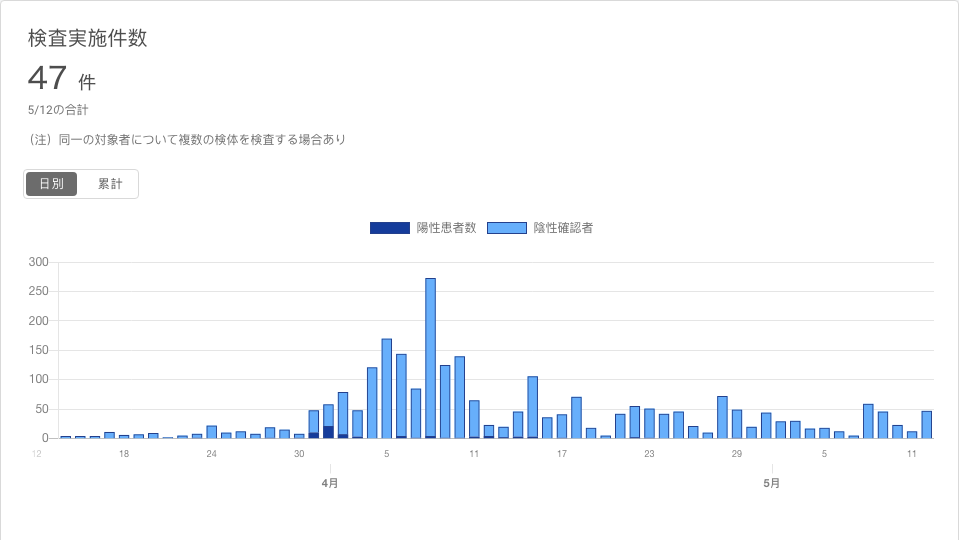 検査実施件数
47 件
5/12の合計
（注）同一の対象者について複数の検体を検査する場合あり
日別 累計
陽性患者数 陰性確認者
300
250
200
150
100
50
0
12 18 24 30 5 11 17 23 29 5 11
4月 5月